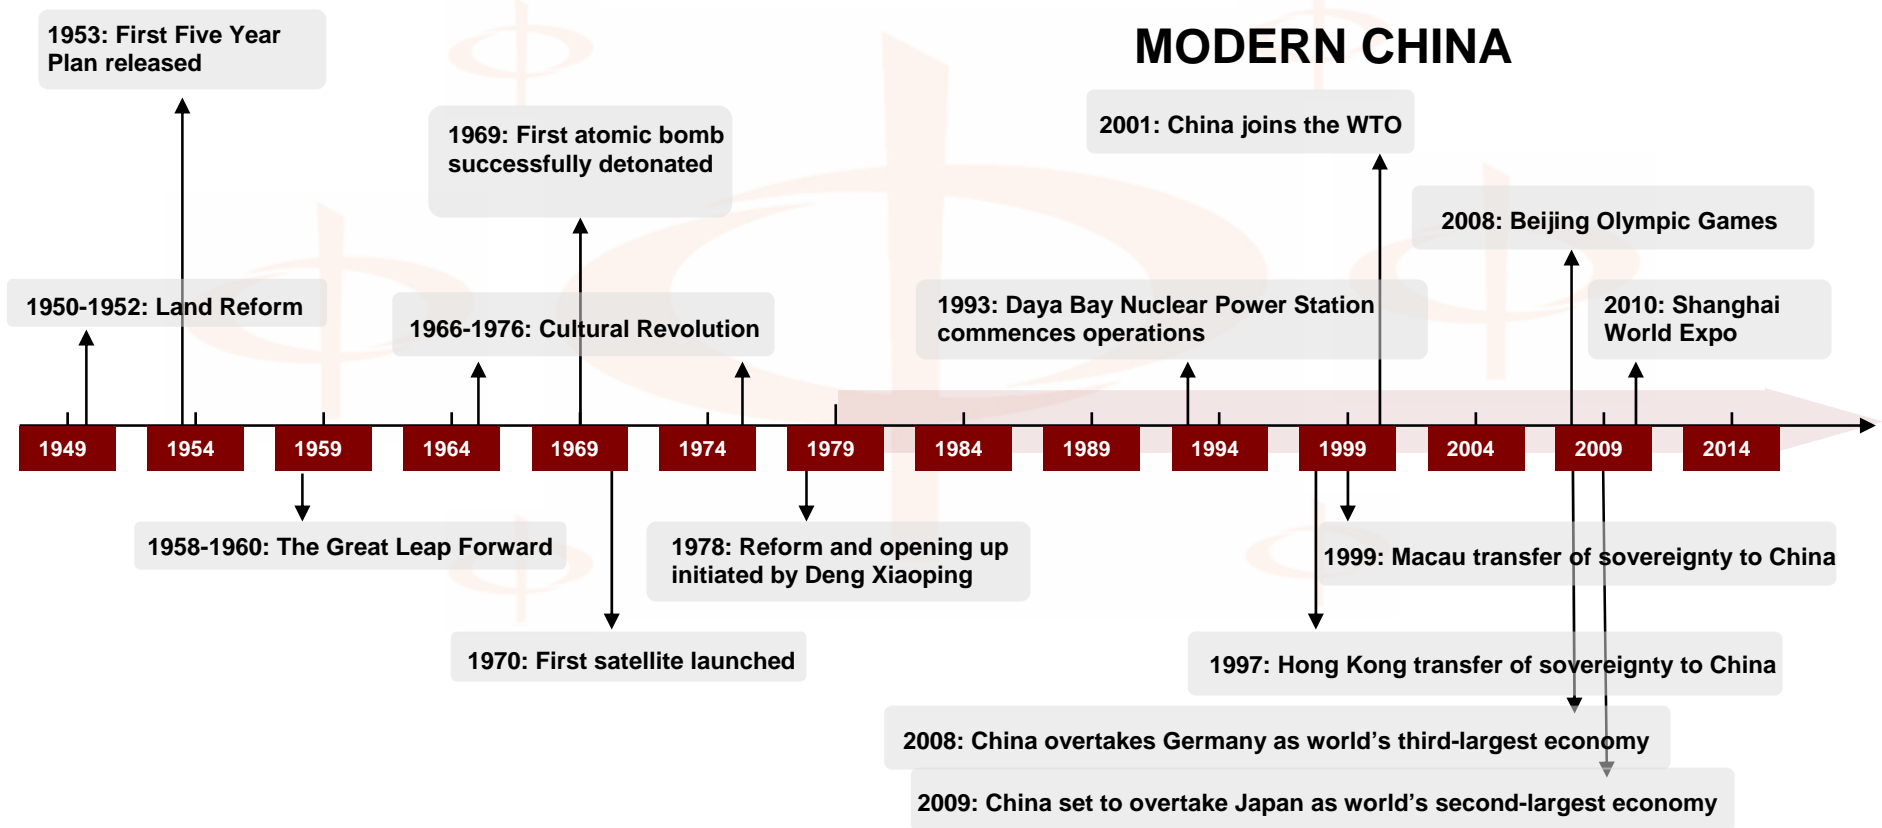 MODERN CHINA
1953: First Five Year
Plan released
1969: First atomic bomb
successfully detonated
2001: China joins the WTO
2008: Beijing Olympic Games
1950-1952: Land Reform
1966-1976: Cultural Revolution
1993: Daya Bay Nuclear Power Station
commences operations
2010: Shanghai
World Expo
1949 1954 1959 1964 1969 1974 1979 1984 1989 1994 1999 2004 2009 2014
1958-1960: The Great Leap Forward
1978: Reform and opening up
initiated by Deng Xiaoping
1999: Macau transfer of sovereignty to China
1970: First satellite launched
1997: Hong Kong transfer of sovereignty to China
2008: China overtakes Germany as world’s third-largest economy
2009: China set to overtake Japan as world’s second-largest economy